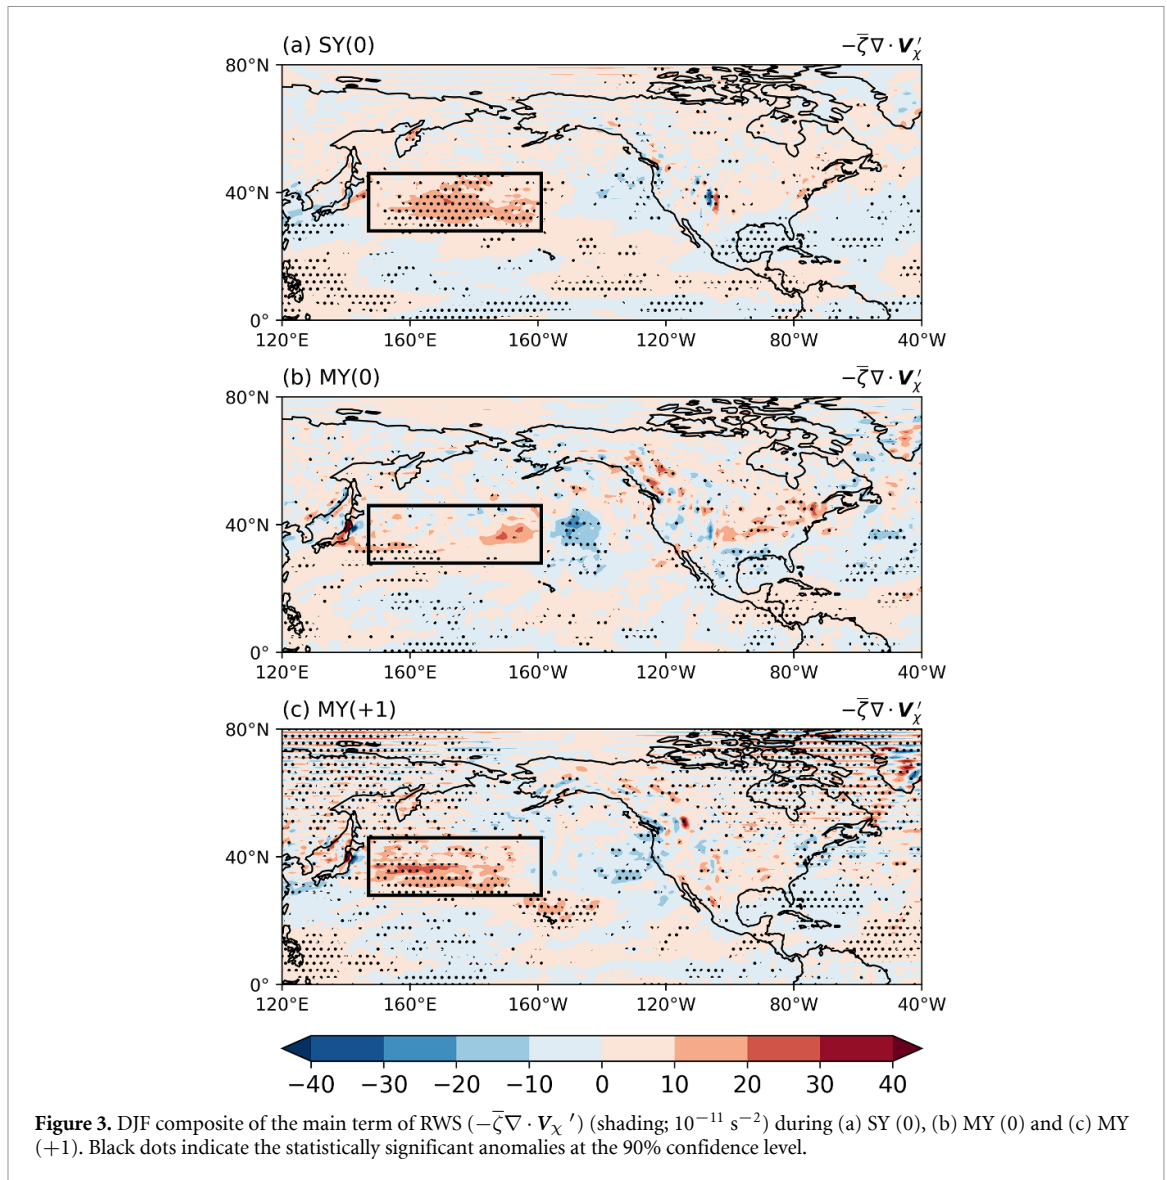 (a) SY(0) −ζ̅∇ · V′χ
80°N
40°N
0°
120°E 160°E 160°W 120°W 80°W 40°W
(b) MY(0) −ζ̅∇ · V′χ
80°N
40°N
0°
120°E 160°E 160°W 120°W 80°W 40°W
(c) MY(+1) −ζ̅∇ · V′χ
80°N
40°N
0°
120°E 160°E 160°W 120°W 80°W 40°W
−40 −30 −20 −10 0 10 20 30 40
Figure 3. DJF composite of the main term of RWS (−ζ̅∇ · Vχ ′) (shading; 10⁻¹¹ s⁻²) during (a) SY (0), (b) MY (0) and (c) MY
(+1). Black dots indicate the statistically significant anomalies at the 90% confidence level.